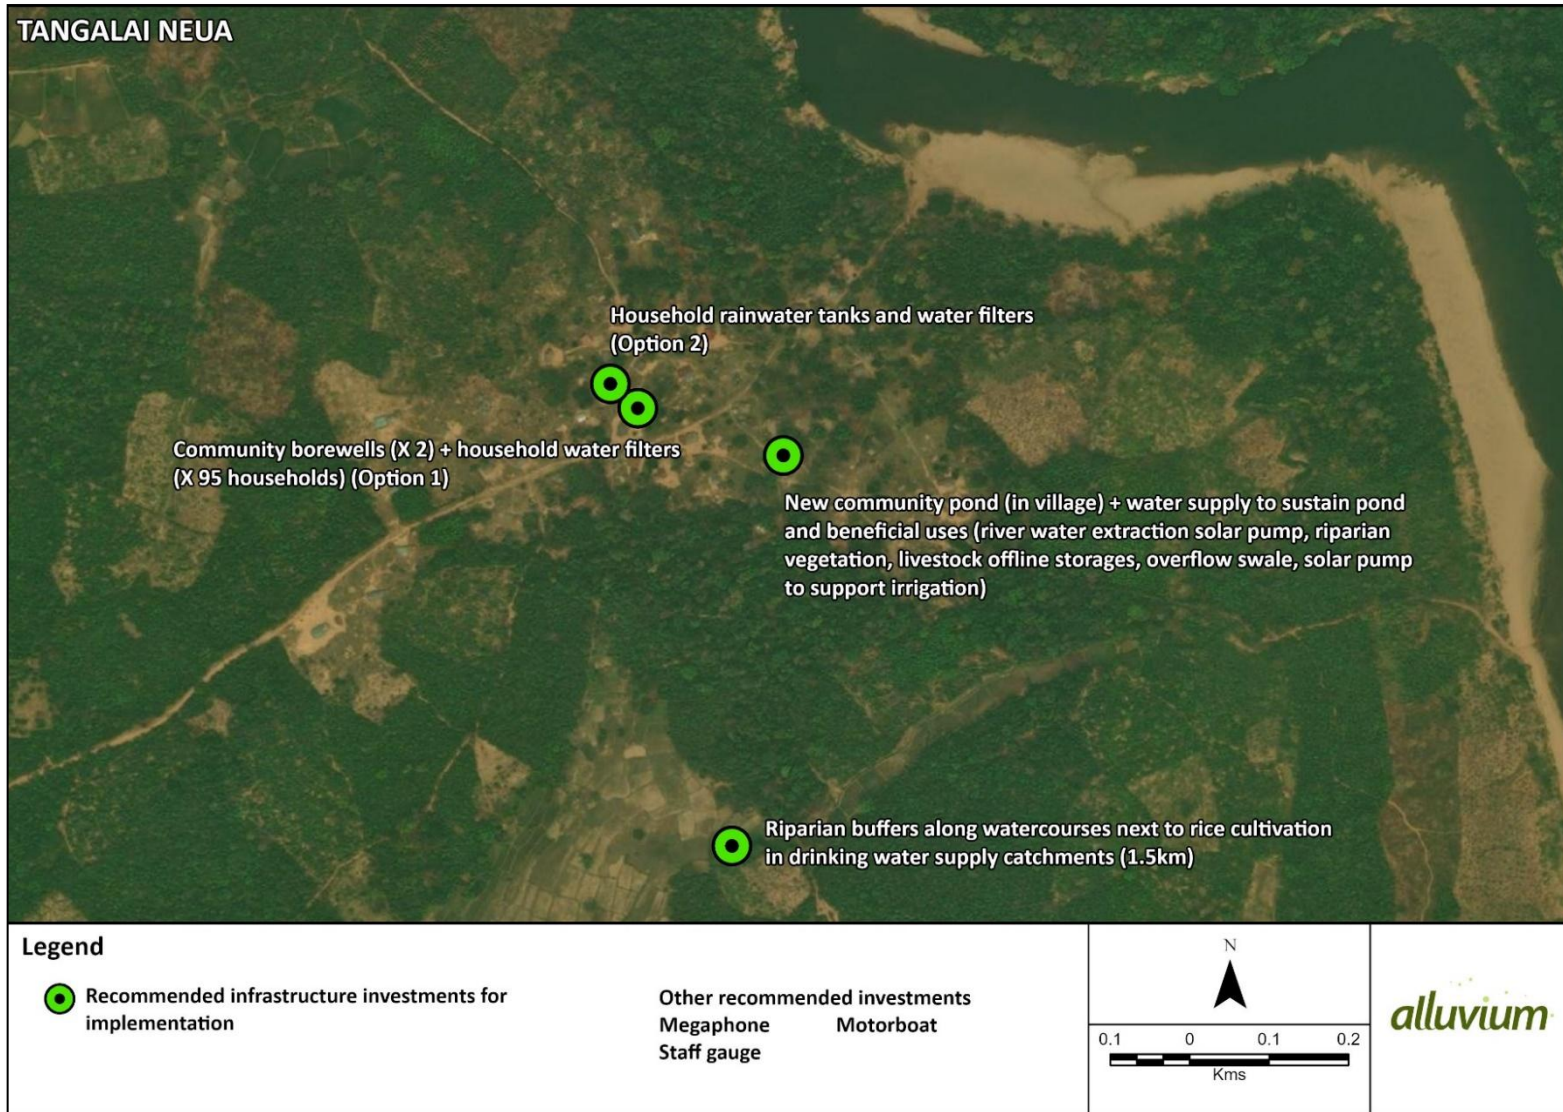 TANGALAI NEUA
Household rainwater tanks and water filters
(Option 2)
Community borewells (X 2) + household water filters
(X 95 households) (Option 1)
New community pond (in village) + water supply to sustain pond
and beneficial uses (river water extraction solar pump, riparian
vegetation, livestock offline storages, overflow swale, solar pump
to support irrigation)
Riparian buffers along watercourses next to rice cultivation
in drinking water supply catchments (1.5km)
Legend
Recommended infrastructure investments for
implementation
Other recommended investments
Megaphone Motorboat
Staff gauge
N
0.1 0 0.1 0.2
Kms
alluvium